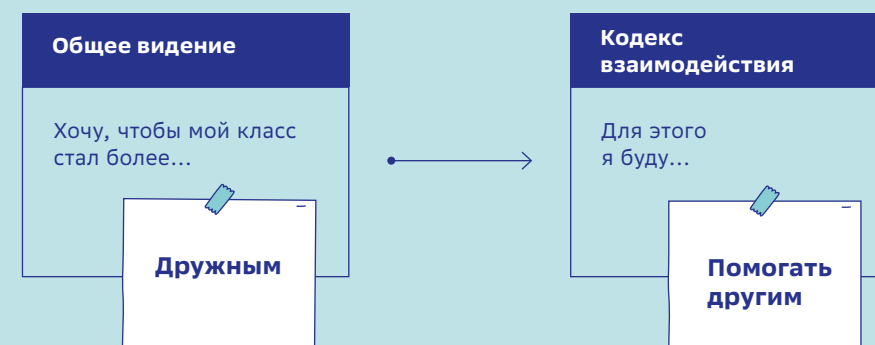 Общее видение
Хочу, чтобы мой класс
стал более...
Дружным
Кодекс
взаимодействия
Для этого
я буду...
Помогать
другим